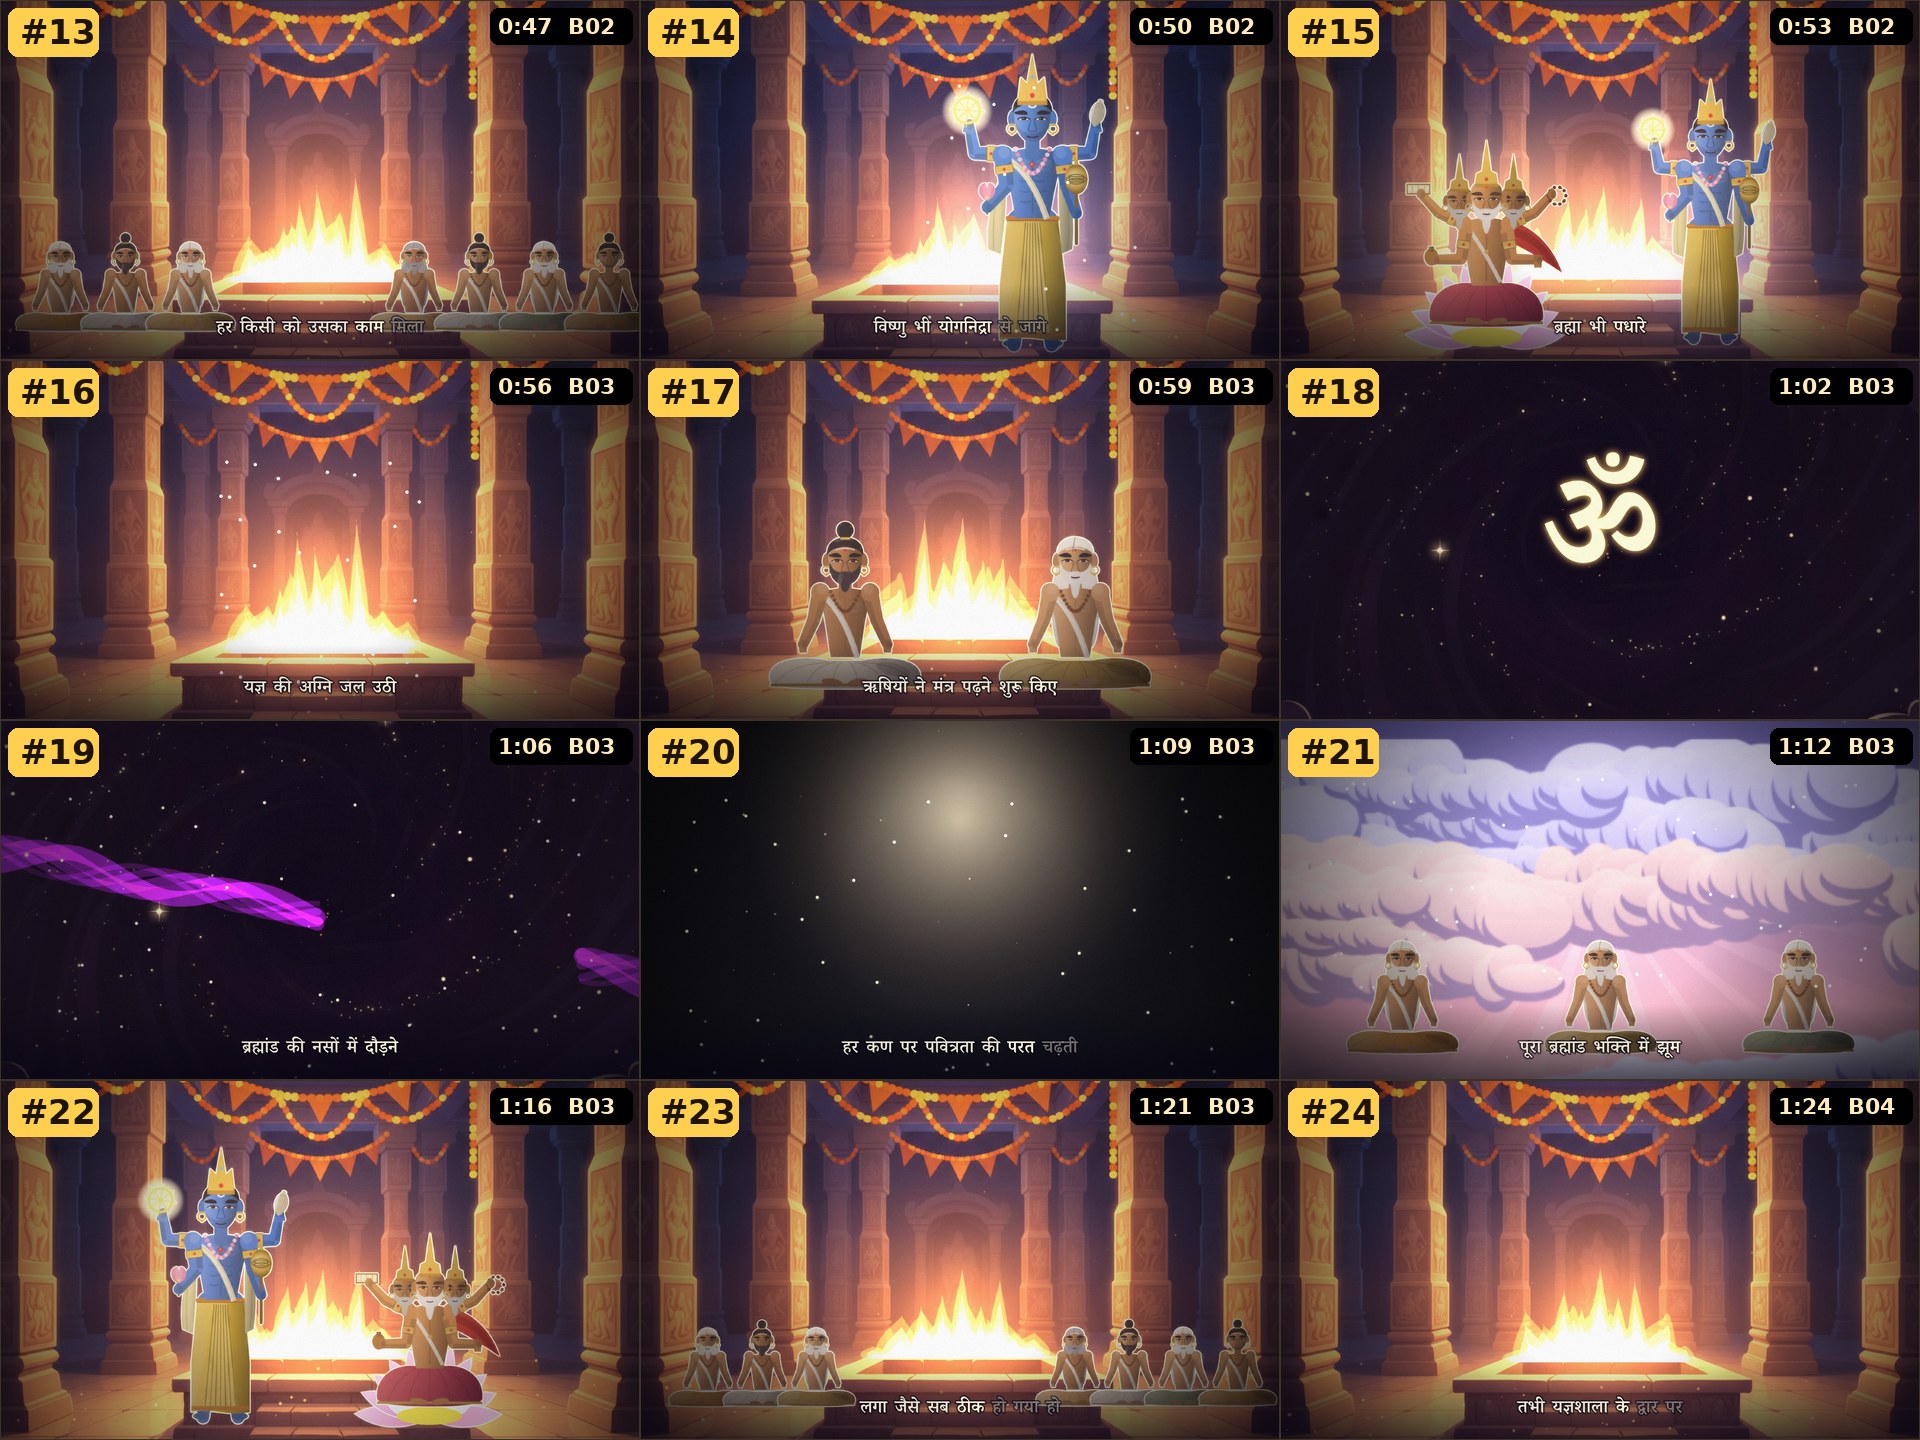 #13
0:47 B02
हर किसी को उसका काम मिला
#14
0:50 B02
विष्णु भी योगनिद्रा से जागे
#15
0:53 B02
ब्रह्मा भी पधारे
#16
0:56 B03
यज्ञ की अग्नि जल उठी
#17
0:59 B03
ऋषियों ने मंत्र पढ़ने शुरू किए
#18
1:02 B03
ॐ
#19
1:06 B03
ब्रह्मांड की नसों में दौड़ने
#20
1:09 B03
हर कण पर पवित्रता की परत चढ़ती
#21
1:12 B03
पूरा ब्रह्मांड भक्ति में झूम
#22
1:16 B03
#23
1:21 B03
लगा जैसे सब ठीक हो गया हो
#24
1:24 B04
तभी यज्ञशाला के द्वार पर